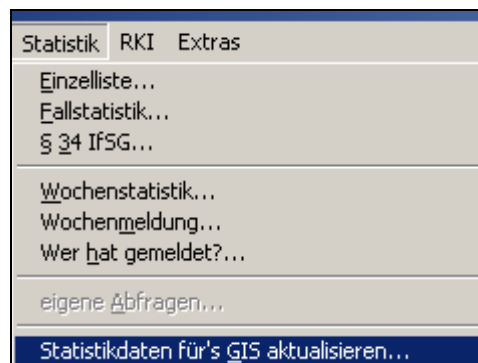 Statistik RKI Extras
Einzelliste...
Fallstatistik...
§ 34 IfSG...
Wochenstatistik...
Wochenmeldung...
Wer hat gemeldet?...
eigene Abfragen...
Statistikdaten für's GIS aktualisieren...